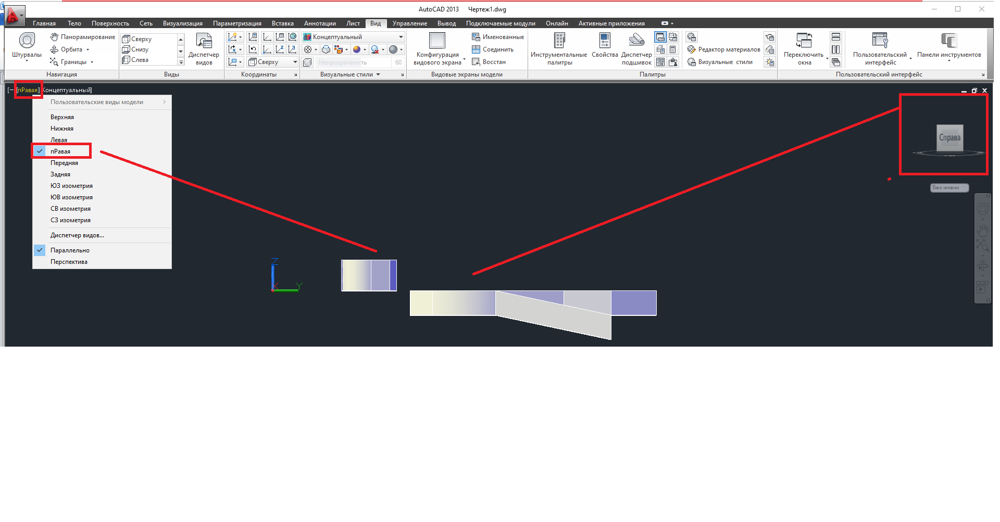 AutoCAD 2013 Чертеж1.dwg
Главная Тело Поверхность Сеть Визуализация Параметризация Вставка Аннотации Лист Вид Управление Вывод Подключаемые модули Онлайн Активные приложения
Штурвалы
Панорамирование
Орбита
Границы
Навигация
Сверху
Снизу
Слева
Диспетчер видов
Виды
Сверху
Координаты
Концептуальный
Непрозрачность 60
Визуальные стили
Конфигурация видового экрана
Именованные
Соединить
Восстан
Видовые экраны модели
Инструментальные палитры
Свойства
Диспетчер подшивок
Редактор материалов
Визуальные стили
Палитры
Переключить окна
Пользовательский интерфейс
Панели инструментов
Пользовательский интерфейс
[—][пРавая] Концептуальный]
Пользовательские виды модели
Верхняя
Нижняя
Левая
пРавая
Передняя
Задняя
ЮЗ изометрия
ЮВ изометрия
СВ изометрия
СЗ изометрия
Диспетчер видов...
Параллельно
Перспектива
Справа
Без имени
Z
X
Y